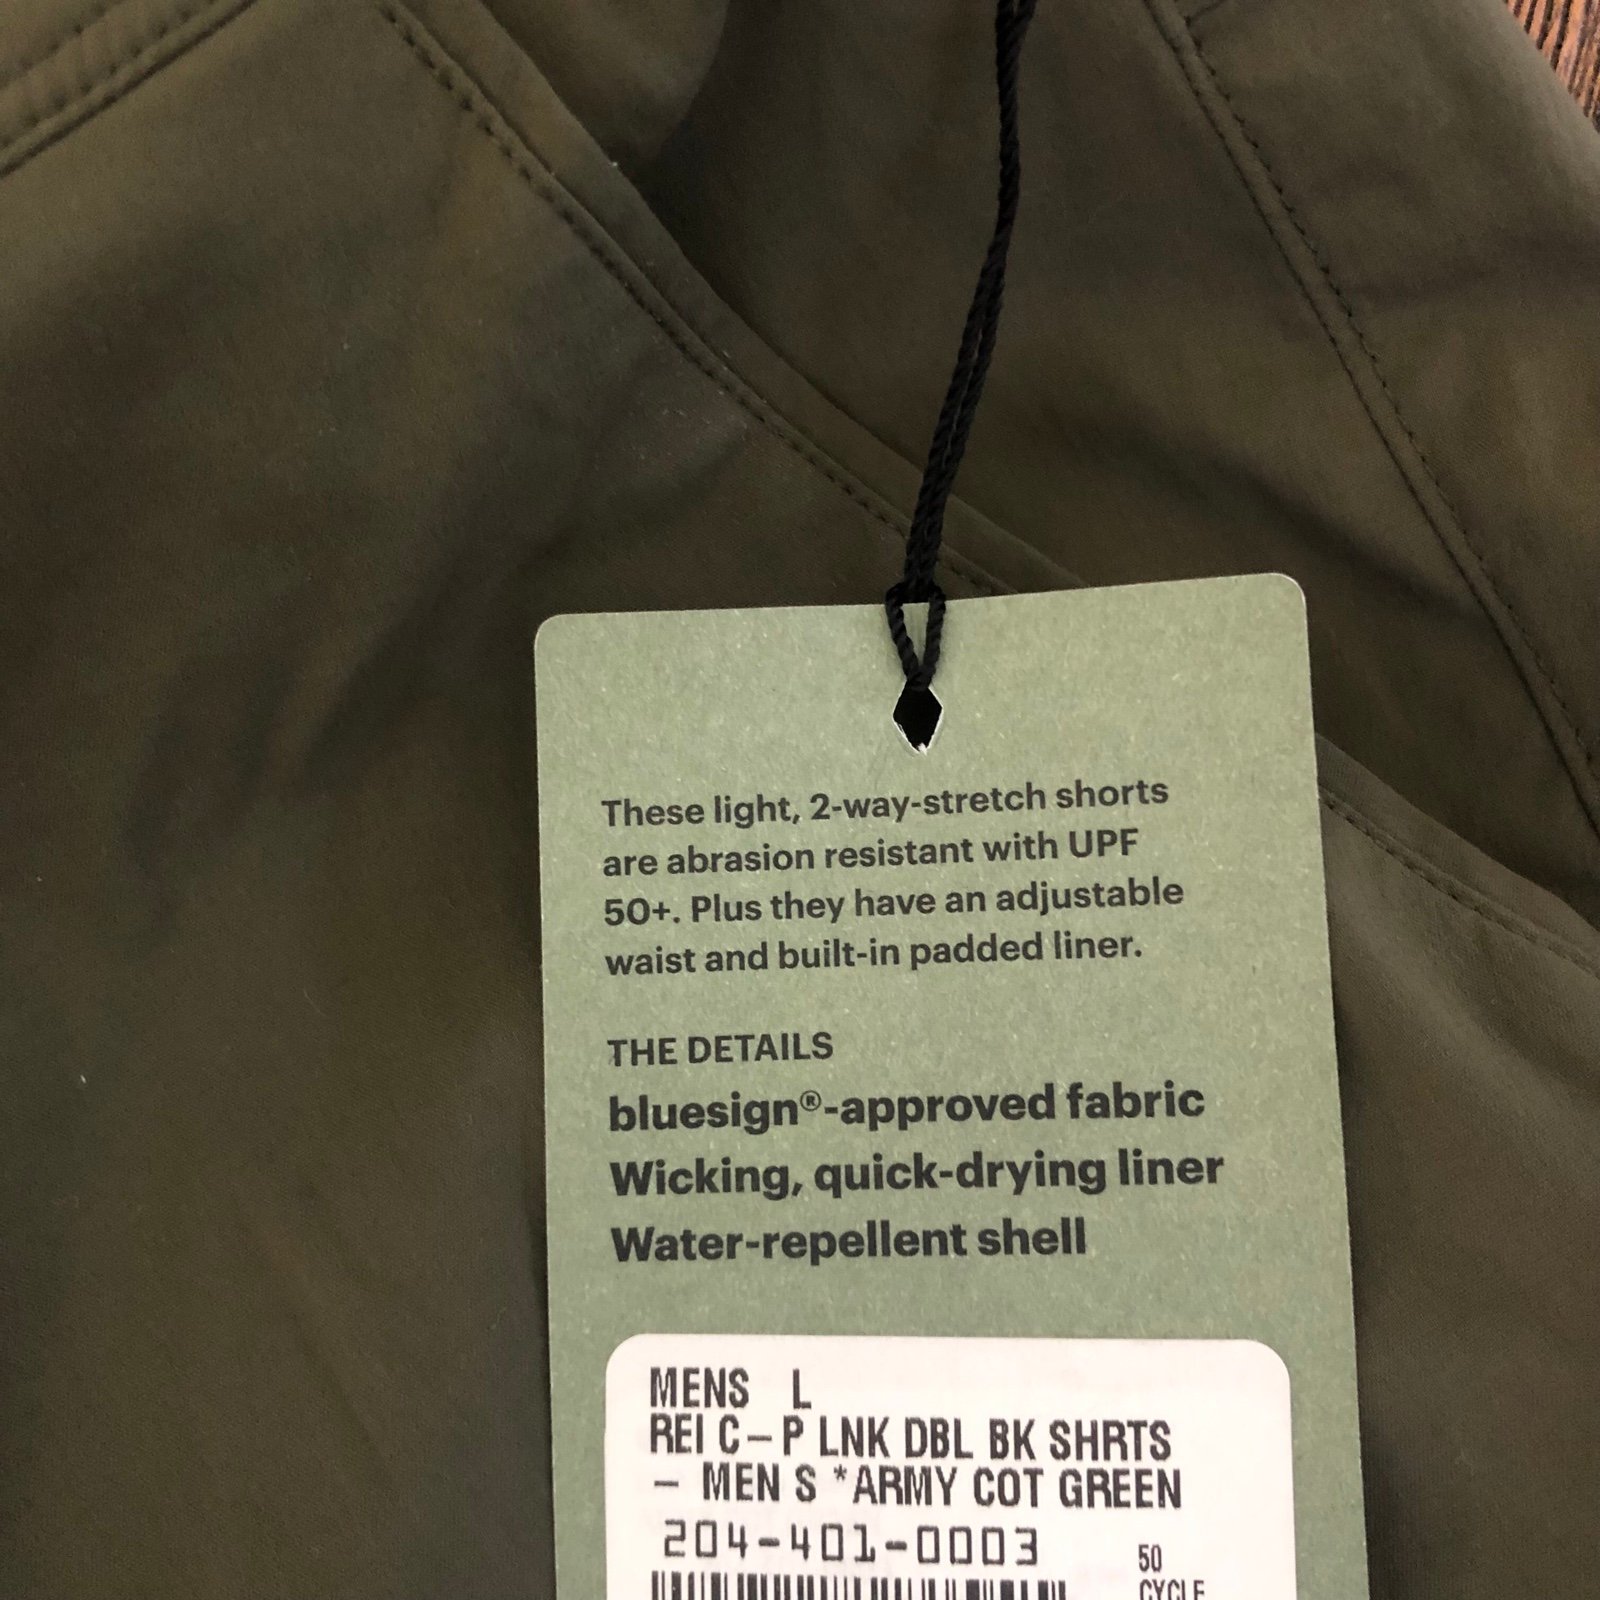 These light, 2-way-stretch shorts
are abrasion resistant with UPF
50+. Plus they have an adjustable
waist and built-in padded liner.
THE DETAILS
bluesign®-approved fabric
Wicking, quick-drying liner
Water-repellent shell
MENS L
REI C-P LNK DBL BK SHRTS
- MEN S *ARMY COT GREEN
204-401-0003
50
CYCLE